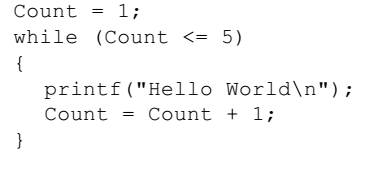 Count = 1;
while (Count <= 5)
{
printf("Hello World\n");
Count = Count + 1;
}